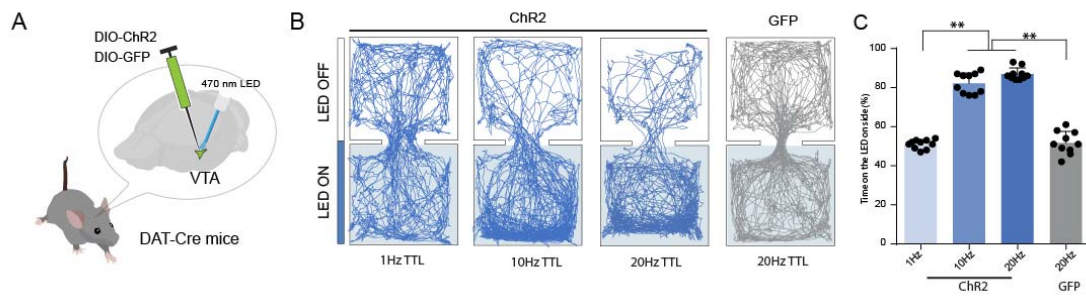 A
DIO-ChR2
DIO-GFP
470 nm LED
VTA
DAT-Cre mice
B
ChR2
GFP
LED OFF
LED ON
1Hz TTL
10Hz TTL
20Hz TTL
20Hz TTL
C
**
**
Time on the LED on side (%)
100
80
60
40
20
0
1Hz
10Hz
20Hz
20Hz
ChR2
GFP